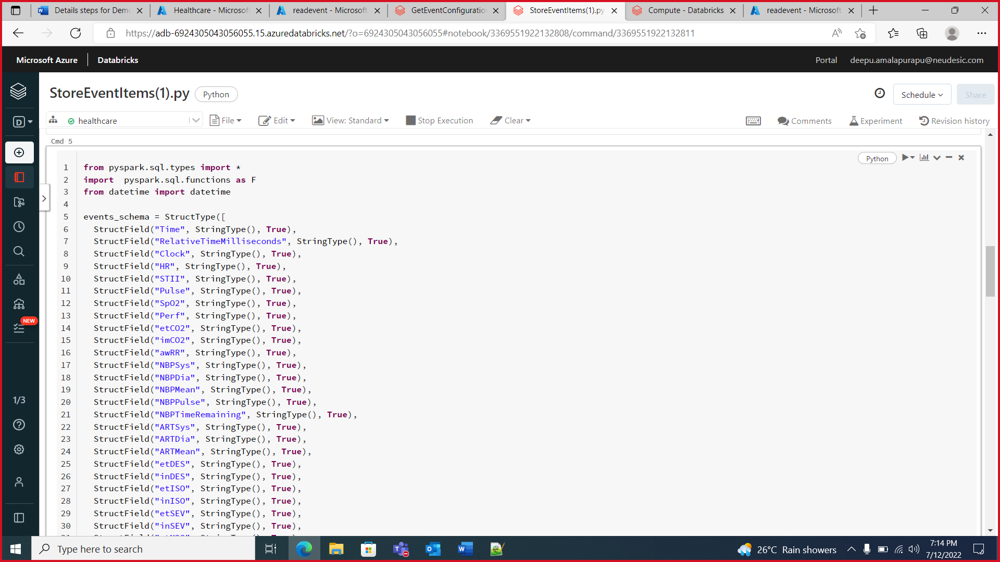 Details steps for Demo
Healthcare - Microsoft
readevent - Microsoft
GetEventConfiguration
StoreEventItems(1).py
Compute - Databricks
readevent - Microsoft
https://adb-6924305043056055.15.azuredatabricks.net/?o=6924305043056055#notebook/3369551922132808/command/3369551922132811
Microsoft Azure | Databricks
Portal deepu.amalapurapu@neudesic.com
StoreEventItems(1).py Python
Schedule Share
healthcare File Edit View: Standard Stop Execution Clear
Comments Experiment Revision history
D
NEW
1/3
Cmd 5
Python
1 from pyspark.sql.types import *
2 import  pyspark.sql.functions as F
3 from datetime import datetime
4
5 events_schema = StructType([
6   StructField("Time", StringType(), True),
7   StructField("RelativeTimeMilliseconds", StringType(), True),
8   StructField("Clock", StringType(), True),
9   StructField("HR", StringType(), True),
10   StructField("STII", StringType(), True),
11   StructField("Pulse", StringType(), True),
12   StructField("SpO2", StringType(), True),
13   StructField("Perf", StringType(), True),
14   StructField("etCO2", StringType(), True),
15   StructField("imCO2", StringType(), True),
16   StructField("awRR", StringType(), True),
17   StructField("NBPSys", StringType(), True),
18   StructField("NBPDia", StringType(), True),
19   StructField("NBPMean", StringType(), True),
20   StructField("NBPPulse", StringType(), True),
21   StructField("NBPTimeRemaining", StringType(), True),
22   StructField("ARTSys", StringType(), True),
23   StructField("ARTDia", StringType(), True),
24   StructField("ARTMean", StringType(), True),
25   StructField("etDES", StringType(), True),
26   StructField("inDES", StringType(), True),
27   StructField("etISO", StringType(), True),
28   StructField("inISO", StringType(), True),
29   StructField("etSEV", StringType(), True),
30   StructField("inSEV", StringType(), True),
Type here to search
26°C Rain showers
7:14 PM
7/12/2022